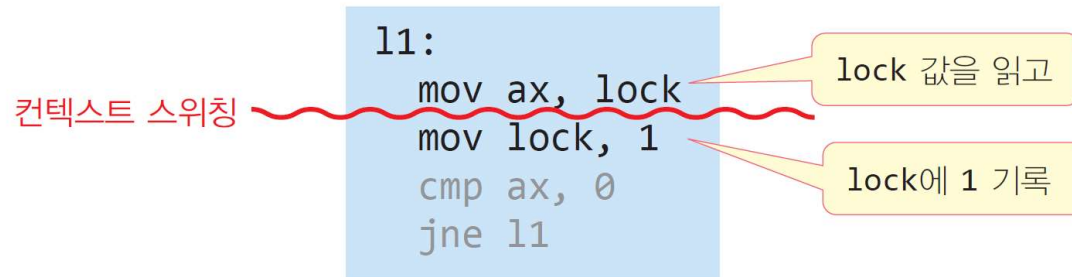 l1:
mov ax, lock
lock 값을 읽고
컨텍스트 스위칭
mov lock, 1
lock에 1 기록
cmp ax, 0
jne l1